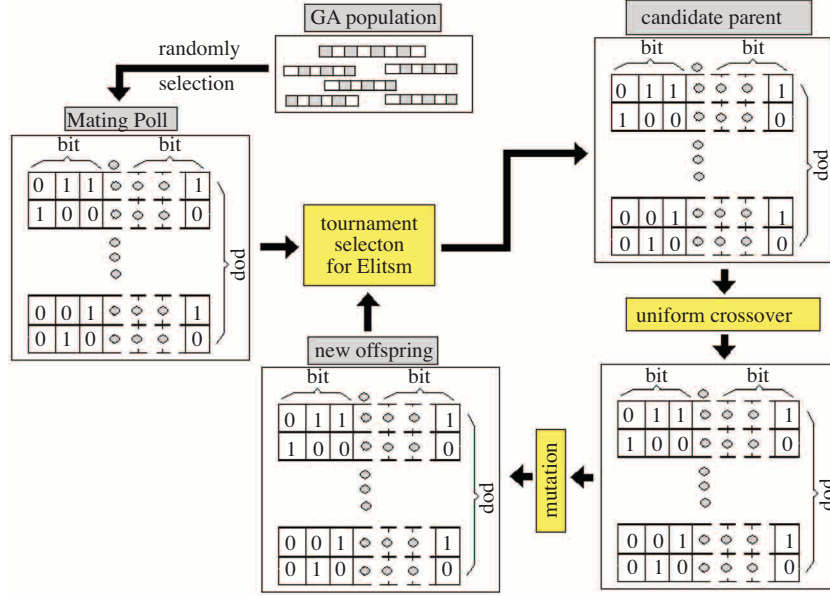 GA population
randomly
selection
candidate parent
bit bit
0 1 1 1
1 0 0 0
0 0 1 1
0 1 0 0
dod
Mating Poll
bit bit
0 1 1 1
1 0 0 0
0 0 1 1
0 1 0 0
dod
tournament
selecton
for Elitsm
uniform crossover
new offspring
bit bit
0 1 1 1
1 0 0 0
0 0 1 1
0 1 0 0
dod
mutation
bit bit
0 1 1 1
1 0 0 0
0 0 1 1
0 1 0 0
dod